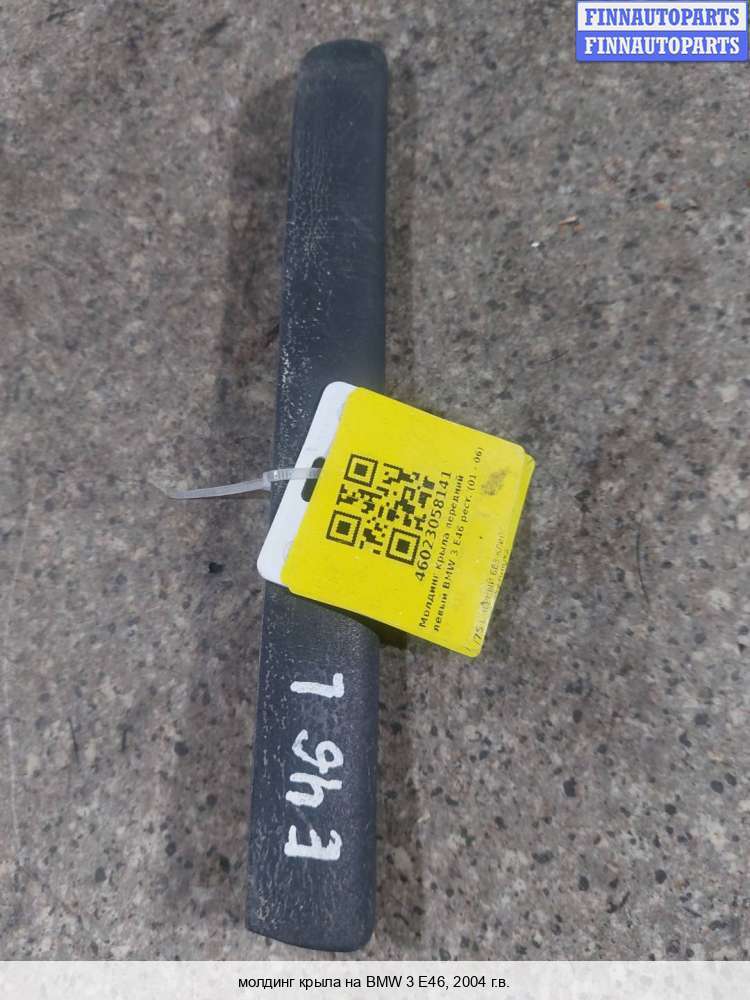 FINNAUTOPARTS
FINNAUTOPARTS
46023058141
Молдинг крыла передний
левый BMW 3 E46 рест. (01 - 06)
E46 L
молдинг крыла на BMW 3 E46, 2004 г.в.